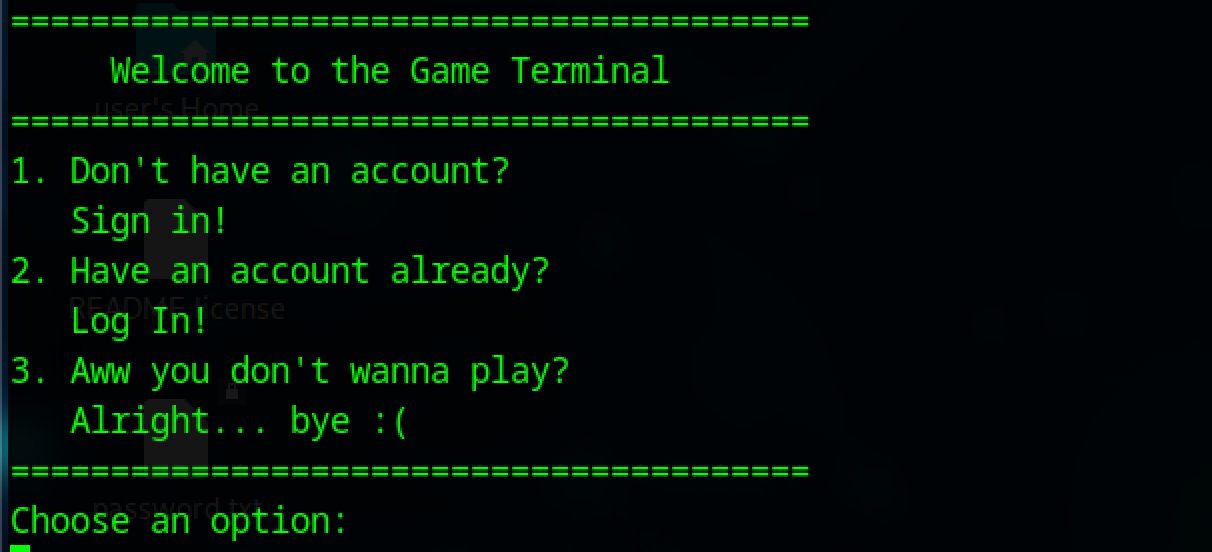 ========================================
Welcome to the Game Terminal
user's Home
========================================
1. Don't have an account?
Sign in!
2. Have an account already?
README.license
Log In!
3. Aww you don't wanna play?
Alright... bye :(
========================================
password.txt
Choose an option: